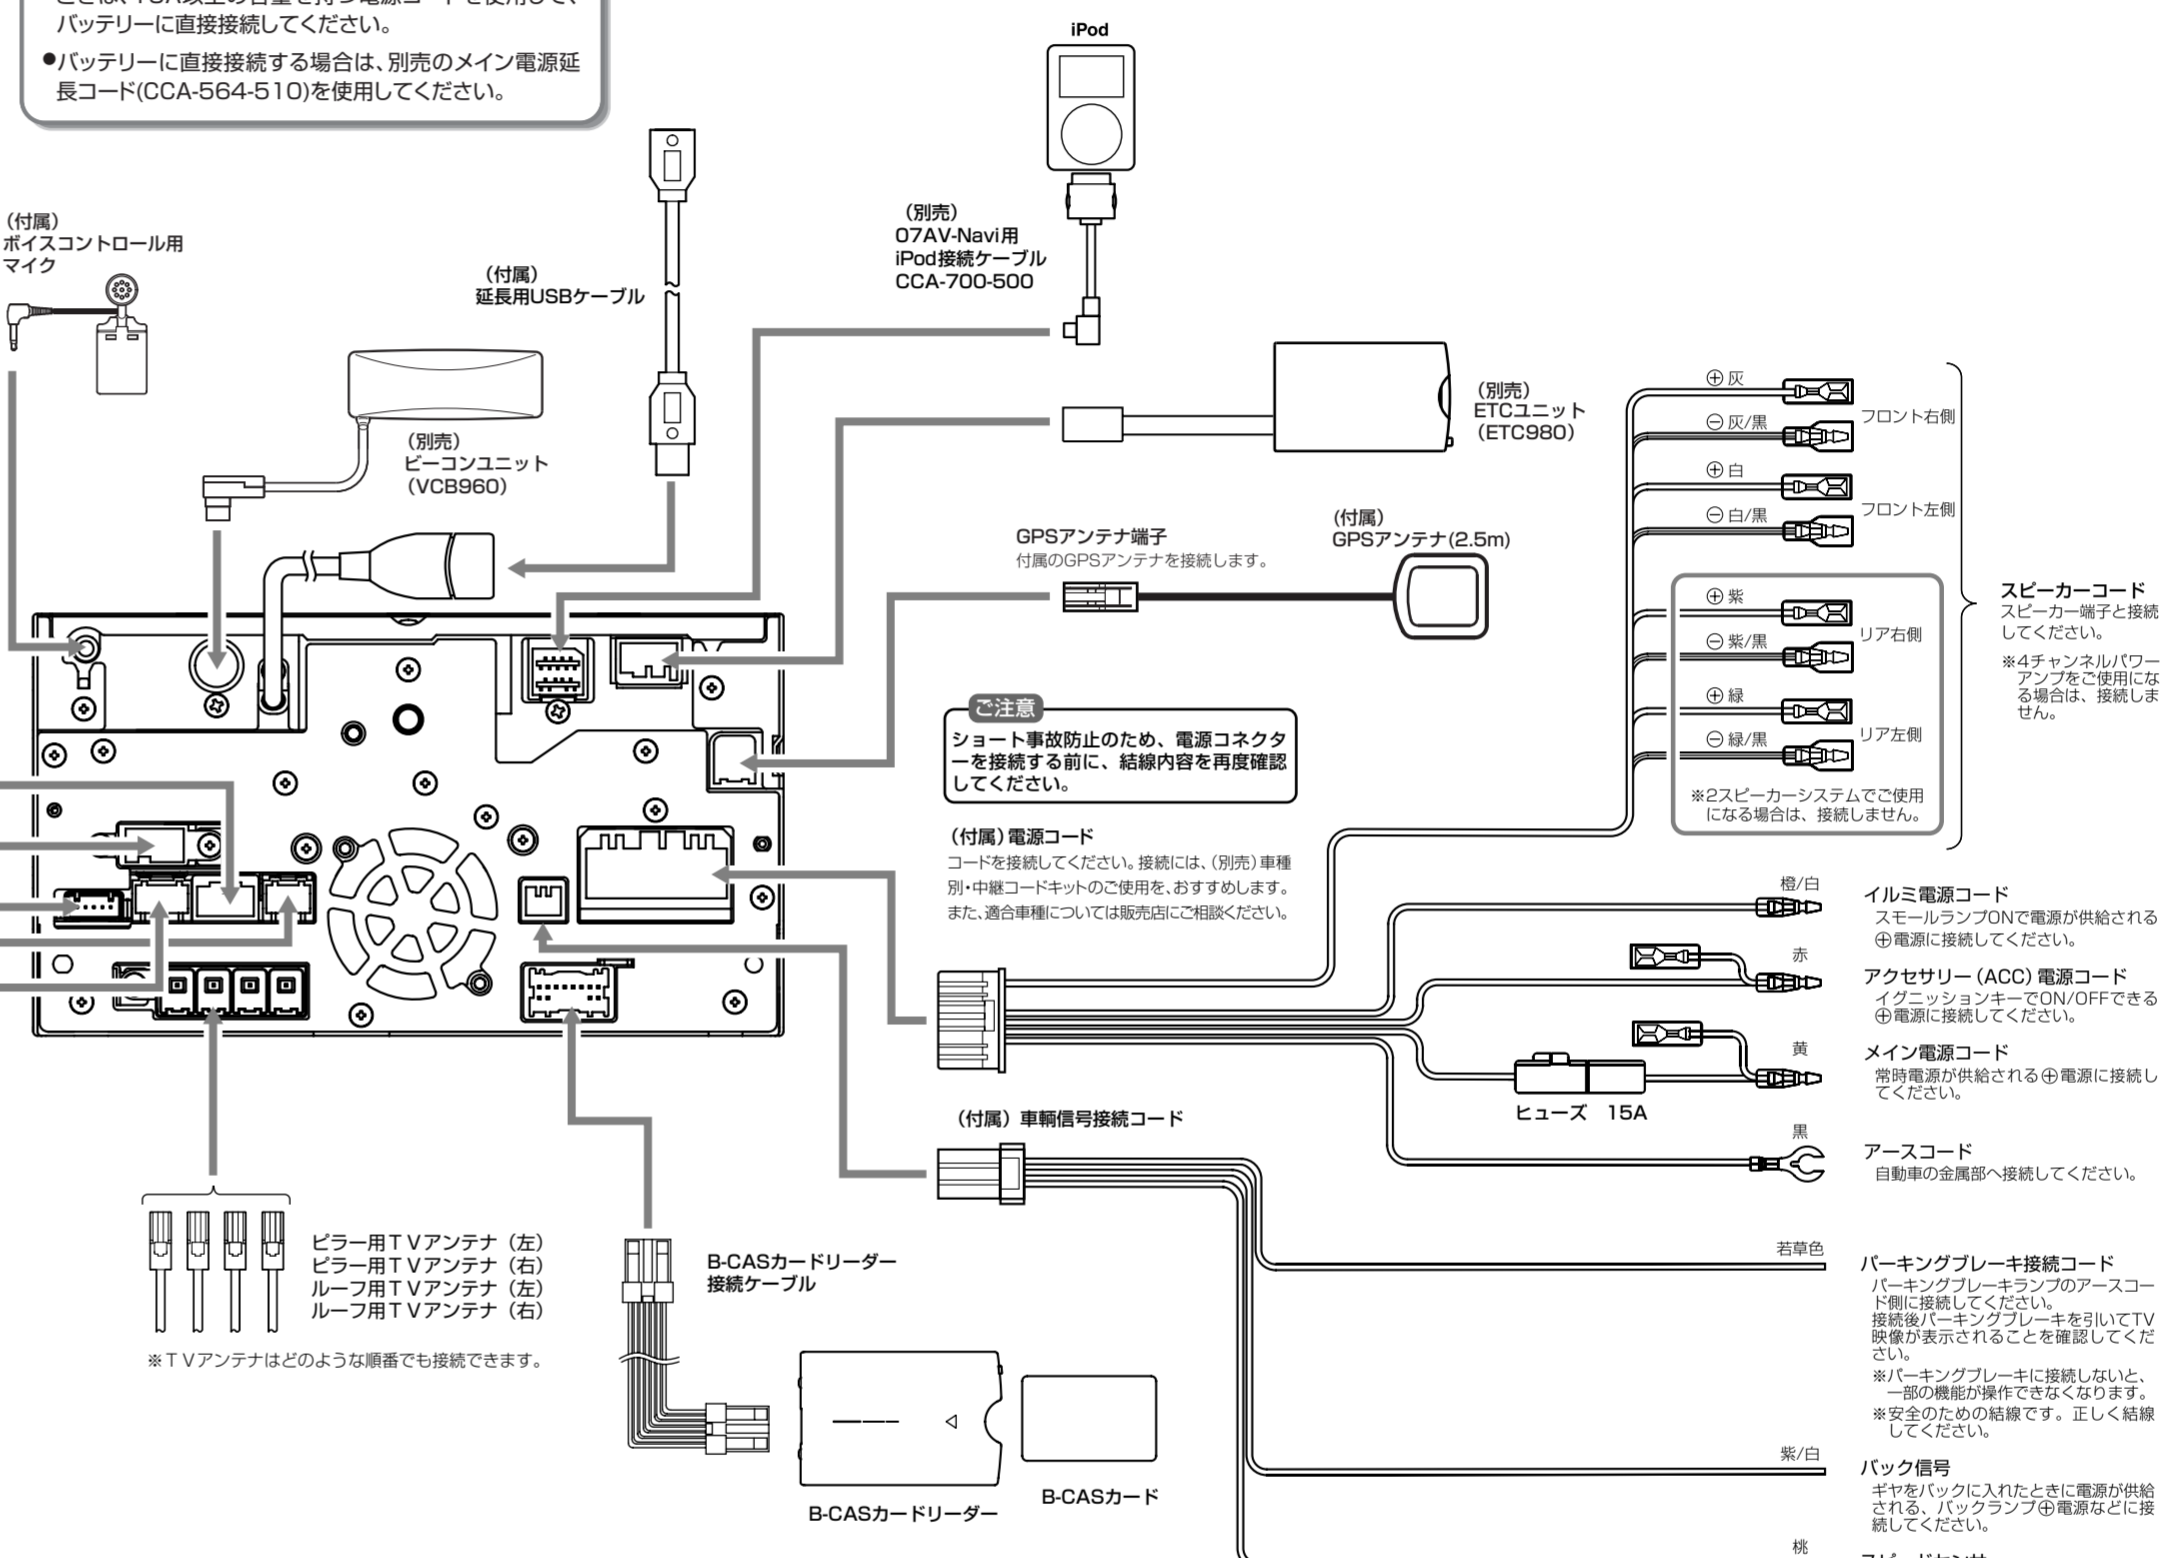 バッテリーに直接接続してください。
●バッテリーに直接接続する場合は、別売のメイン電源延
長コード(CCA-564-510)を使用してください。
iPod
（付属）
ボイスコントロール用
マイク
（付属）
延長用USBケーブル
（別売）
07AV-Navi用
iPod接続ケーブル
CCA-700-500
（別売）
ビーコンユニット
（VCB960）
（別売）
ETCユニット
（ETC980）
GPSアンテナ端子
付属のGPSアンテナを接続します。
(付属)
GPSアンテナ(2.5m)
⊕ 灰
⊖ 灰/黒
フロント右側
⊕ 白
⊖ 白/黒
フロント左側
⊕ 紫
⊖ 紫/黒
リア右側
⊕ 緑
⊖ 緑/黒
リア左側
※2スピーカーシステムでご使用
になる場合は、接続しません。
スピーカーコード
スピーカー端子と接続
してください。
※4チャンネルパワー
アンプをご使用にな
る場合は、接続しま
せん。
ご注意
ショート事故防止のため、電源コネクタ
ーを接続する前に、結線内容を再度確認
してください。
（付属）電源コード
コードを接続してください。接続には、（別売）車種
別・中継コードキットのご使用を、おすすめします。
また、適合車種については販売店にご相談ください。
橙/白
イルミ電源コード
スモールランプONで電源が供給される
⊕電源に接続してください。
赤
アクセサリー（ACC）電源コード
イグニッションキーでON/OFFできる
⊕電源に接続してください。
黄
メイン電源コード
常時電源が供給される⊕電源に接続し
てください。
ヒューズ 15A
黒
アースコード
自動車の金属部へ接続してください。
（付属）車輌信号接続コード
若草色
パーキングブレーキ接続コード
パーキングブレーキランプのアースコー
ド側に接続してください。
接続後パーキングブレーキを引いてTV
映像が表示されることを確認してくだ
さい。
※パーキングブレーキに接続しないと、
一部の機能が操作できなくなります。
※安全のための結線です。正しく結線
してください。
紫/白
バック信号
ギヤをバックに入れたときに電源が供給
される、バックランプ⊕電源などに接
続してください。
桃
ピラー用TVアンテナ（左）
ピラー用TVアンテナ（右）
ルーフ用TVアンテナ（左）
ルーフ用TVアンテナ（右）
※TVアンテナはどのような順番でも接続できます。
B-CASカードリーダー
接続ケーブル
B-CASカードリーダー
B-CASカード